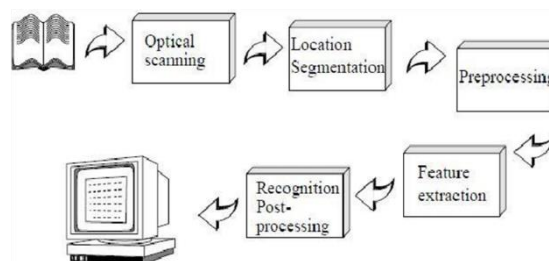 Optical
scanning
Location
Segmentation
Preprocessing
Feature
extraction
Recognition
Post-
processing